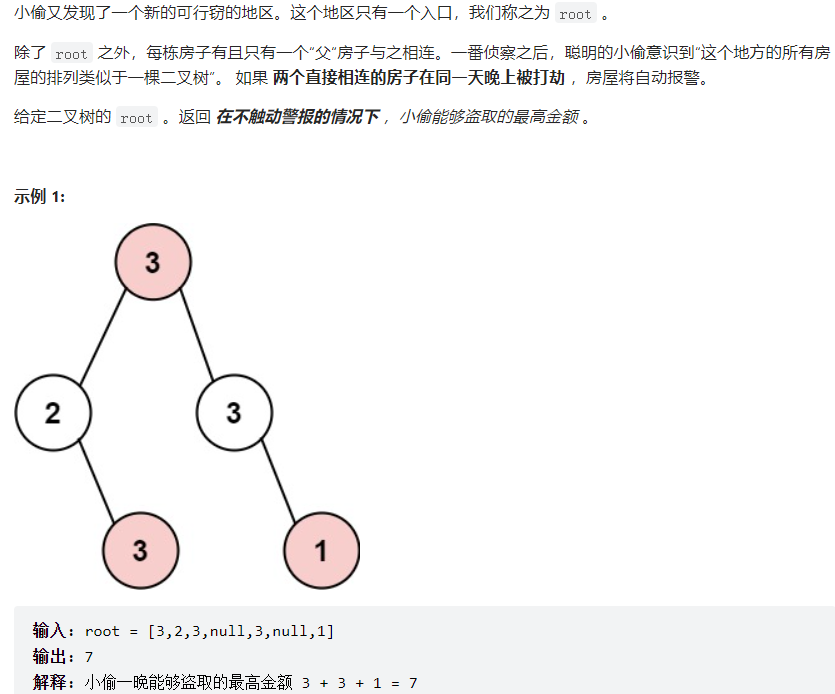 小偷又发现了一个新的可行窃的地区。这个地区只有一个入口，我们称之为 root 。
除了 root 之外，每栋房子有且只有一个“父“房子与之相连。一番侦察之后，聪明的小偷意识到“这个地方的所有房
屋的排列类似于一棵二叉树”。 如果 两个直接相连的房子在同一天晚上被打劫 ，房屋将自动报警。
给定二叉树的 root 。返回 在不触动警报的情况下 ，小偷能够盗取的最高金额 。
示例 1:
3
2
3
3
1
输入：root = [3,2,3,null,3,null,1]
输出：7
解释：小偷一晚能够盗取的最高金额 3 + 3 + 1 = 7